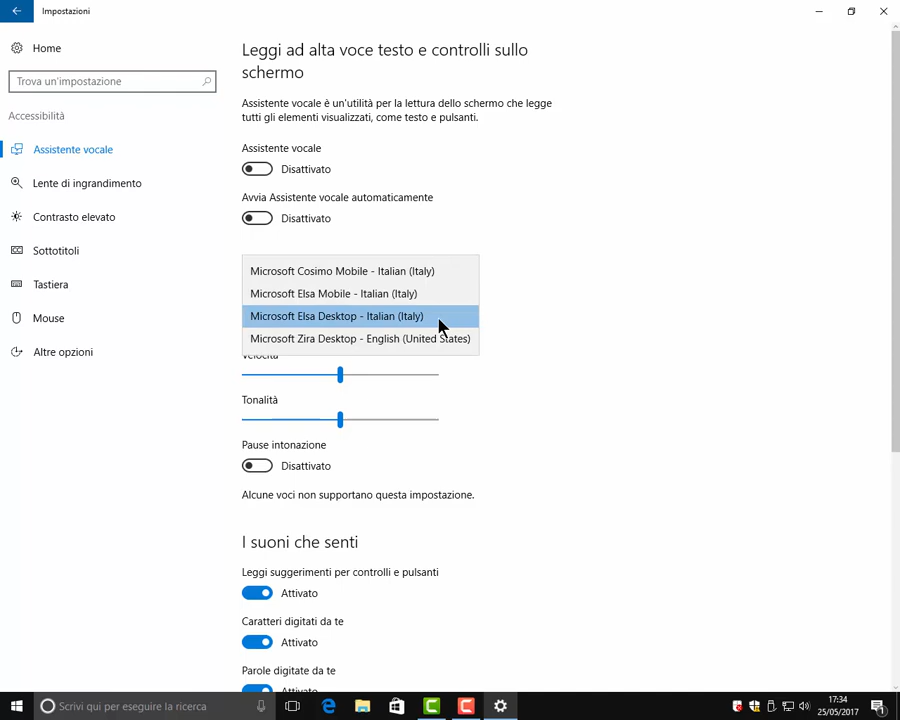 Impostazioni
Home
Trova un'impostazione
Accessibilità
Assistente vocale
Lente di ingrandimento
Contrasto elevato
Sottotitoli
Tastiera
Mouse
Altre opzioni
Leggi ad alta voce testo e controlli sullo
schermo
Assistente vocale è un'utilità per la lettura dello schermo che legge
tutti gli elementi visualizzati, come testo e pulsanti.
Assistente vocale
Disattivato
Avvia Assistente vocale automaticamente
Disattivato
Microsoft Cosimo Mobile - Italian (Italy)
Microsoft Elsa Mobile - Italian (Italy)
Microsoft Elsa Desktop - Italian (Italy)
Microsoft Zira Desktop - English (United States)
Velocità
Tonalità
Pause intonazione
Disattivato
Alcune voci non supportano questa impostazione.
I suoni che senti
Leggi suggerimenti per controlli e pulsanti
Attivato
Caratteri digitati da te
Attivato
Parole digitate da te
Attivato
Scrivi qui per eseguire la ricerca
17:34
25/05/2017